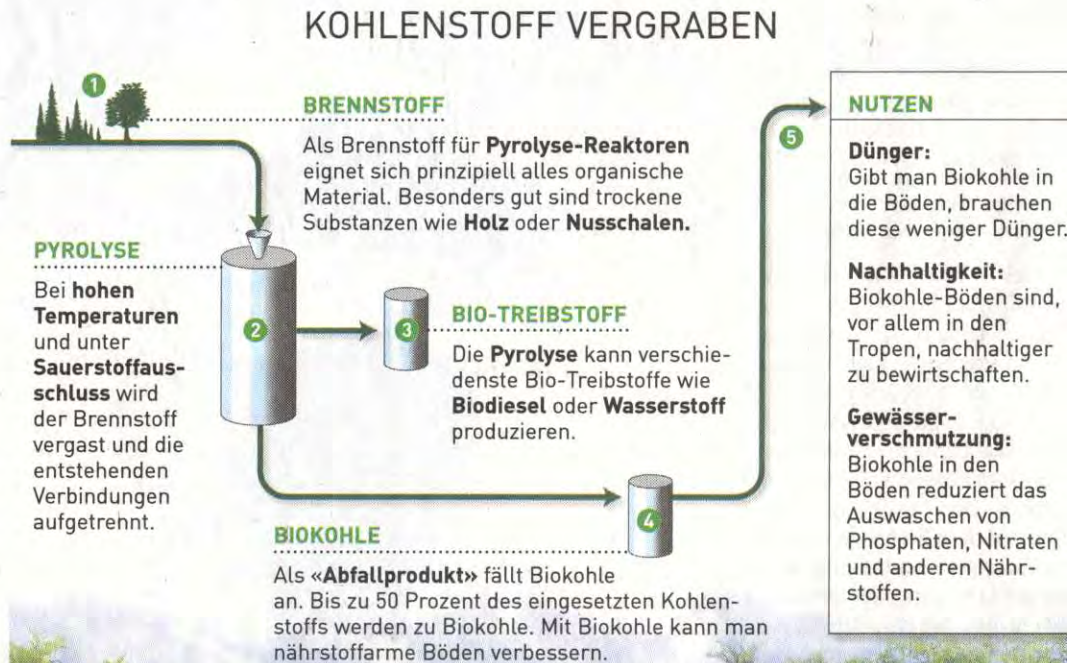 KOHLENSTOFF VERGRABEN
1
BRENNSTOFF
Als Brennstoff für Pyrolyse-Reaktoren
eignet sich prinzipiell alles organische
Material. Besonders gut sind trockene
Substanzen wie Holz oder Nusschalen.
PYROLYSE
Bei hohen
Temperaturen
und unter
Sauerstoffaus-
schluss wird
der Brennstoff
vergast und die
entstehenden
Verbindungen
aufgetrehnt.
2
3
BIO-TREIBSTOFF
Die Pyrolyse kann verschie-
denste Bio-Treibstoffe wie
Biodiesel oder Wasserstoff
produzieren.
4
BIOKOHLE
Als «Abfallprodukt» fällt Biokohle
an. Bis zu 50 Prozent des eingesetzten Kohlen-
stoffs werden zu Biokohle. Mit Biokohle kann man
nährstoffarme Böden verbessern.
5
NUTZEN
Dünger:
Gibt man Biokohle in
die Böden, brauchen
diese weniger Dünger.
Nachhaltigkeit:
Biokohle-Böden sind,
vor allem in den
Tropen, nachhaltiger
zu bewirtschaften.
Gewässer-
verschmutzung:
Biokohle in den
Böden reduziert das
Auswaschen von
Phosphaten, Nitraten
und anderen Nähr-
stoffen.